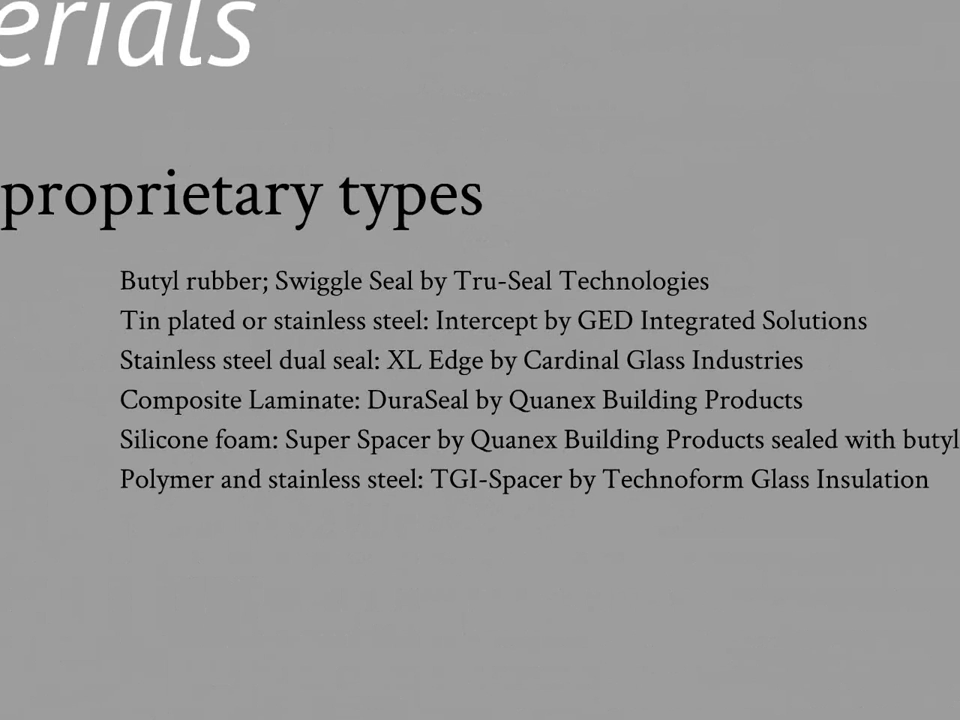 erials
proprietary types
Butyl rubber; Swiggle Seal by Tru-Seal Technologies
Tin plated or stainless steel: Intercept by GED Integrated Solutions
Stainless steel dual seal: XL Edge by Cardinal Glass Industries
Composite Laminate: DuraSeal by Quanex Building Products
Silicone foam: Super Spacer by Quanex Building Products sealed with butyl
Polymer and stainless steel: TGI-Spacer by Technoform Glass Insulation